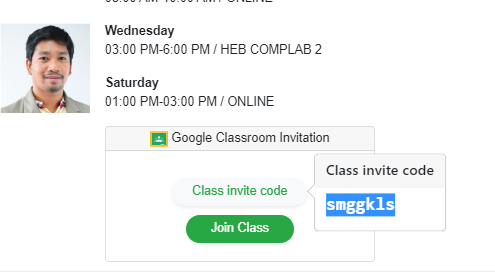 Wednesday
03:00 PM-6:00 PM / HEB COMPLAB 2
Saturday
01:00 PM-03:00 PM / ONLINE
Google Classroom Invitation
Class invite code
Join Class
Class invite code
smggkls